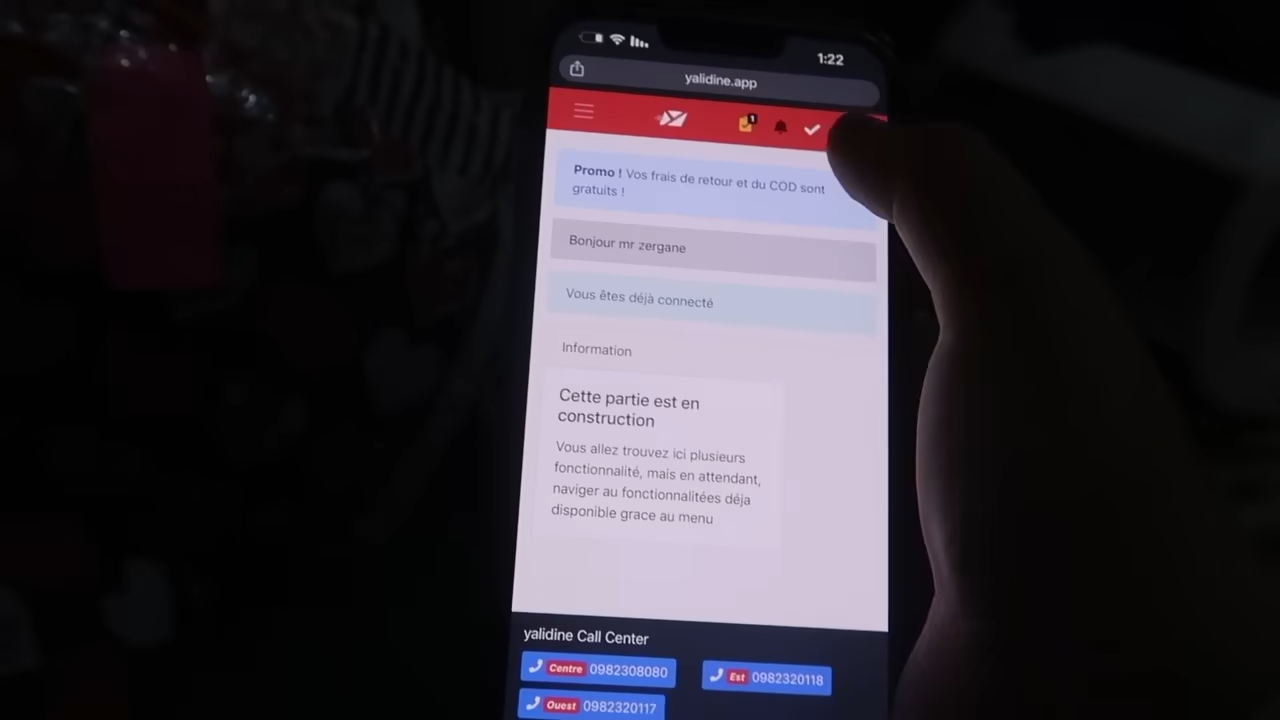 1:22
yalidine.app
1
Promo ! Vos frais de retour et du COD sont
gratuits !
Bonjour mr zergane
Vous êtes déjà connecté
Information
Cette partie est en
construction
Vous allez trouvez ici plusieurs
fonctionnalité, mais en attendant,
naviger au fonctionnalitées déja
disponible grace au menu
yalidine Call Center
Centre 0982308080
Est 0982320118
Ouest 0982320117